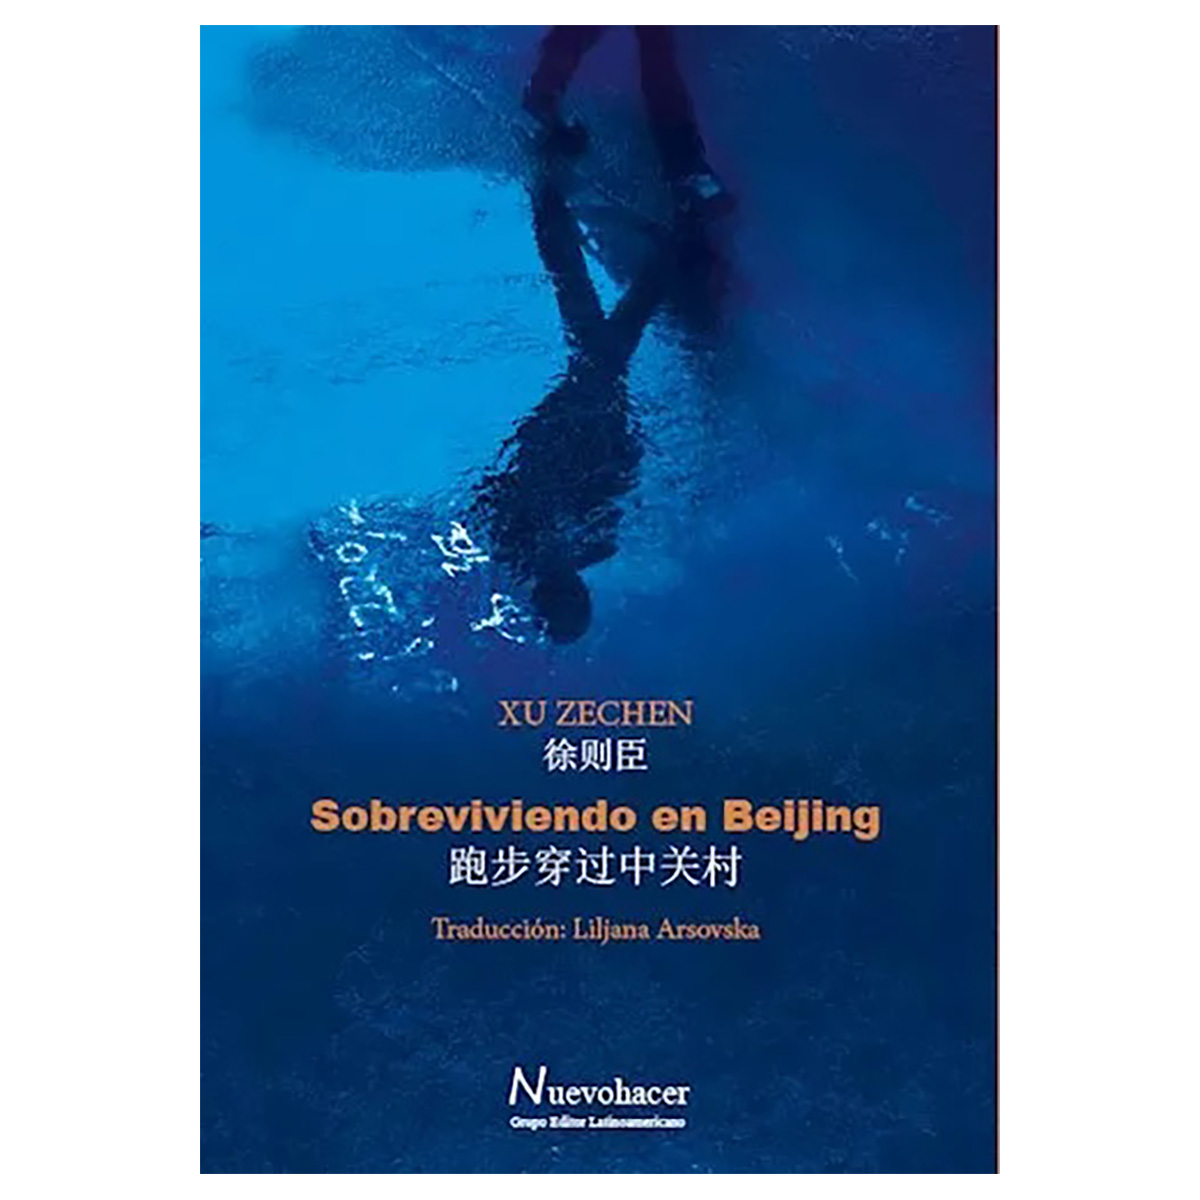 XU ZECHEN
徐则臣
Sobreviviendo en Beijing
跑步穿过中关村
Traducción: Liljana Arsovska
Nuevohacer
Grupo Editor Latinoamericano